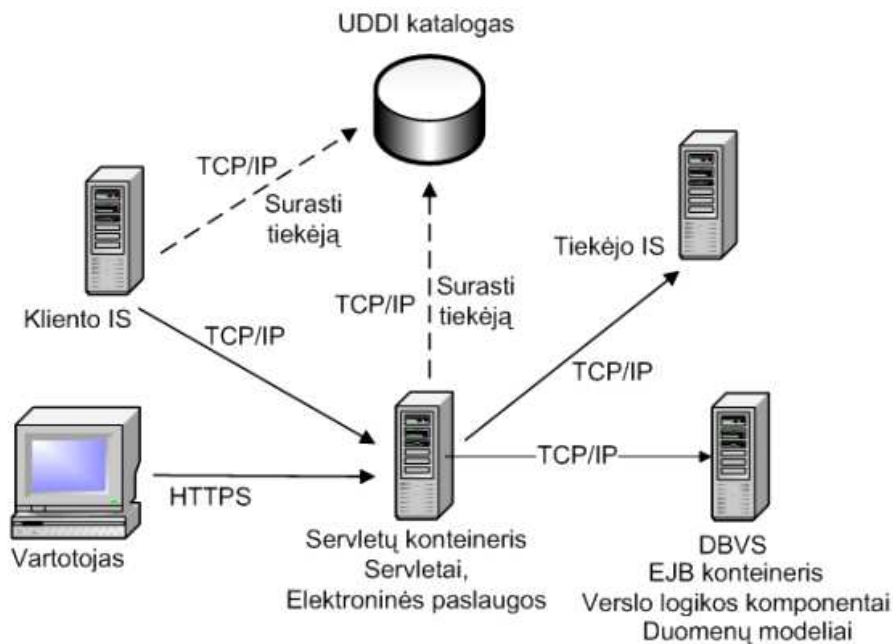 UDDI katalogas
TCP/IP
Surasti
tiekėją
Kliento IS
TCP/IP
Surasti
tiekėją
Tiekėjo IS
TCP/IP
TCP/IP
TCP/IP
HTTPS
Vartotojas
Servletų konteineris
Servletai,
Elektroninės paslaugos
DBVS
EJB konteineris
Verslo logikos komponentai
Duomenų modeliai